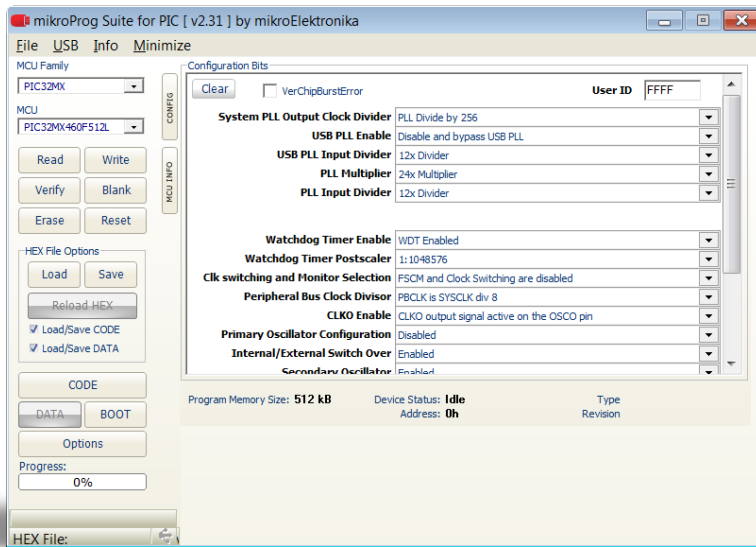 mikroProg Suite for PIC [ v2.31 ] by mikroElektronika
File USB Info Minimize
MCU Family
PIC32MX
MCU
PIC32MX460F512L
Read Write
Verify Blank
Erase Reset
HEX File Options
Load Save
Reload HEX
Load/Save CODE
Load/Save DATA
CODE
DATA BOOT
Options
Progress:
0%
HEX File:
CONFIG
MCU INFO
Configuration Bits
Clear VerChipBurstError User ID FFFF
System PLL Output Clock Divider PLL Divide by 256
USB PLL Enable Disable and bypass USB PLL
USB PLL Input Divider 12x Divider
PLL Multiplier 24x Multiplier
PLL Input Divider 12x Divider
Watchdog Timer Enable WDT Enabled
Watchdog Timer Postscaler 1:1048576
Clk switching and Monitor Selection FSCM and Clock Switching are disabled
Peripheral Bus Clock Divisor PBCLK is SYSCLK div 8
CLKO Enable CLKO output signal active on the OSCO pin
Primary Oscillator Configuration Disabled
Internal/External Switch Over Enabled
Secondary Oscillator Enabled
Program Memory Size: 512 kB Device Status: Idle Type
Address: 0h Revision